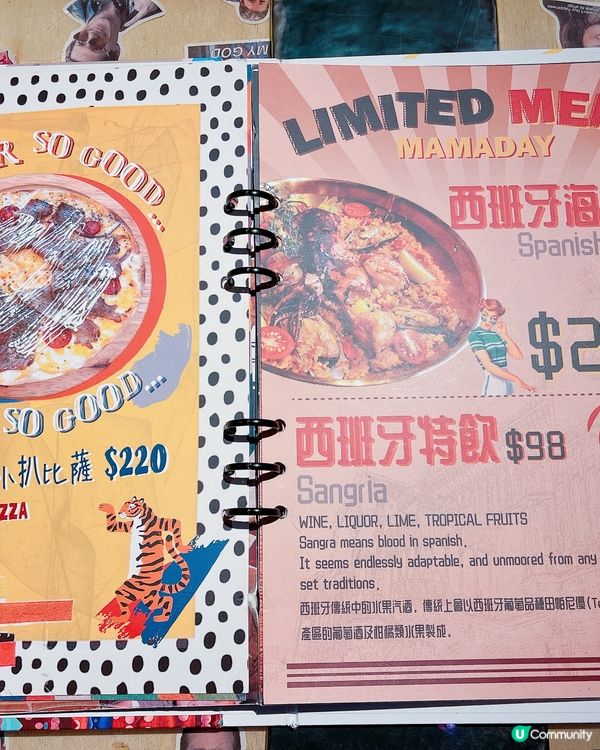 MY GOD
R SO GOOD...
SO GOOD...
小扒比薩 $220
ZZA
LIMITED MEA
MAMADAY
西班牙海
Spanish
$2
西班牙特飲 $98
Sangria
WINE, LIQUOR, LIME, TROPICAL FRUITS
Sangra means blood in spanish.
It seems endlessly adaptable, and unmoored from any
set traditions.
西班牙傳統中的水果汽酒，傳統上會以西班牙葡萄品種田帕尼優(Te
產區的葡萄酒及柑橘類水果製成。
U Community